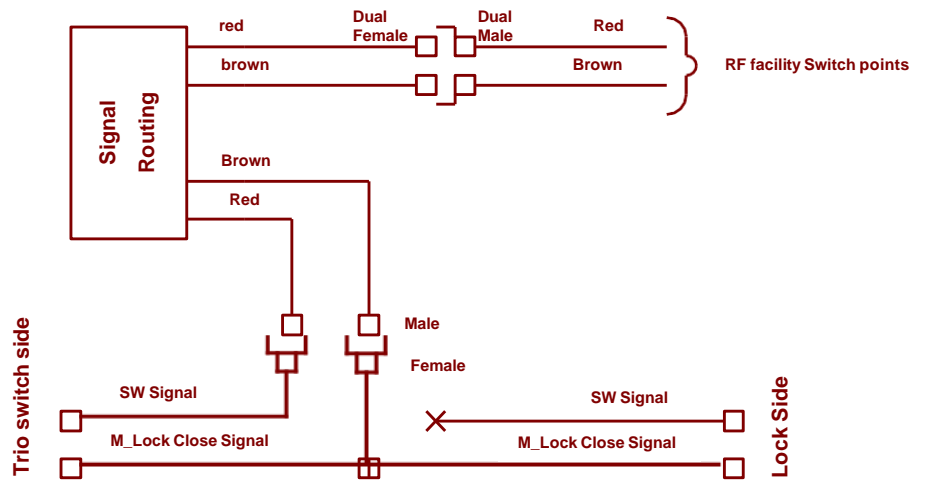 red
Dual
Female
Dual
Male
Red
brown
Brown
RF facility Switch points
Signal
Routing
Brown
Red
Male
Female
Trio switch side
SW Signal
M_Lock Close Signal
SW Signal
M_Lock Close Signal
Lock Side